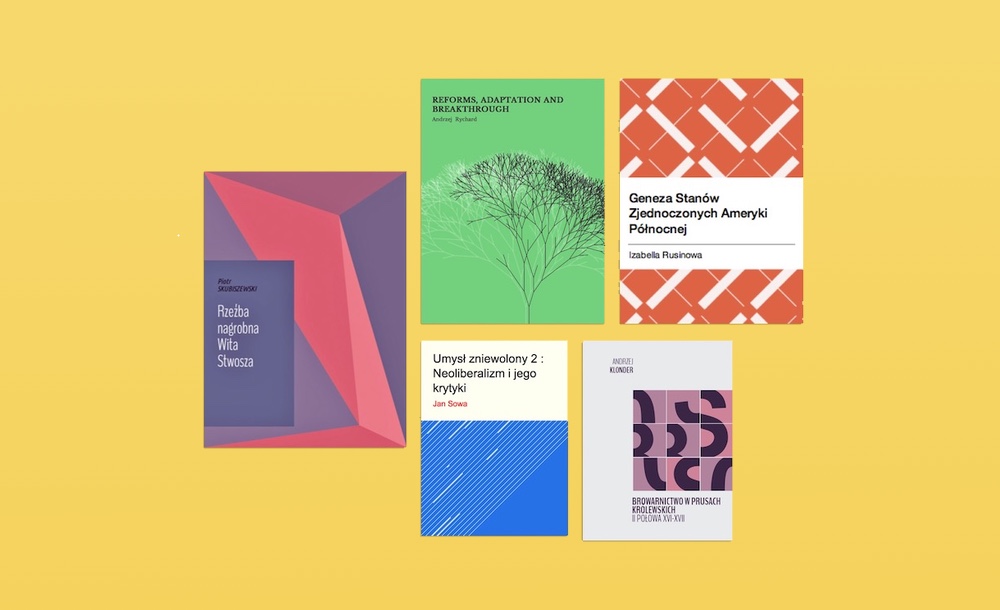 REFORMS, ADAPTATION AND
BREAKTHROUGH
Andrzej Rychard
Geneza Stanów
Zjednoczonych Ameryki
Północnej
Izabella Rusinowa
Piotr
SKUBISZEWSKI
Rzeźba
nagrobna
Wita
Stwosza
Umysł zniewolony 2 :
Neoliberalizm i jego
krytyki
Jan Sowa
ANDRZEJ
KLONDER
BROWARNICTWO W PRUSACH
KRÓLEWSKICH
II POŁOWA XVI-XVII